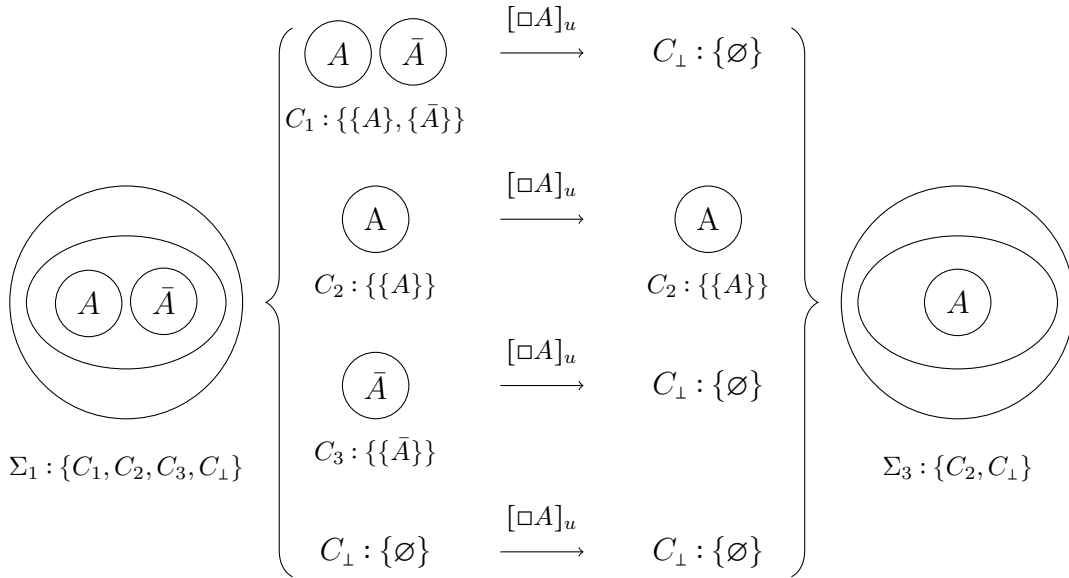 A Ā [□A]ᵤ C⊥ : {∅}
C₁ : {{A}, {Ā}}
[□A]ᵤ
A A
C₂ : {{A}} C₂ : {{A}}
A Ā A
[□A]ᵤ
Ā C⊥ : {∅}
C₃ : {{Ā}}
Σ₁ : {C₁, C₂, C₃, C⊥} Σ₃ : {C₂, C⊥}
[□A]ᵤ
C⊥ : {∅} C⊥ : {∅}